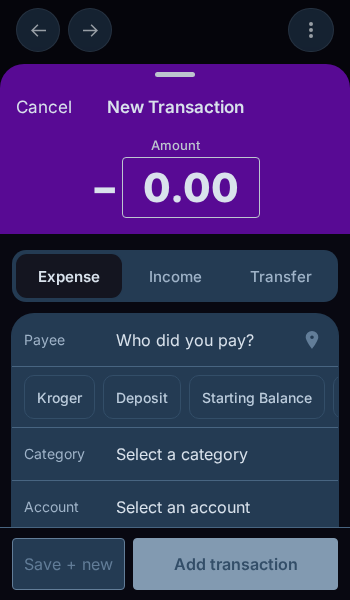 Cancel New Transaction
Amount
– 0.00
Expense Income Transfer
Payee Who did you pay?
Kroger Deposit Starting Balance
Category Select a category
Account Select an account
Save + new Add transaction